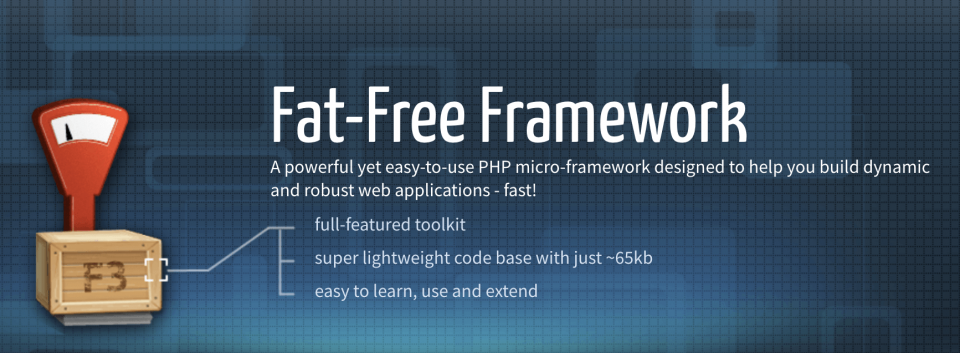 Fat-Free Framework
A powerful yet easy-to-use PHP micro-framework designed to help you build dynamic
and robust web applications - fast!
full-featured toolkit
super lightweight code base with just ~65kb
easy to learn, use and extend
F3